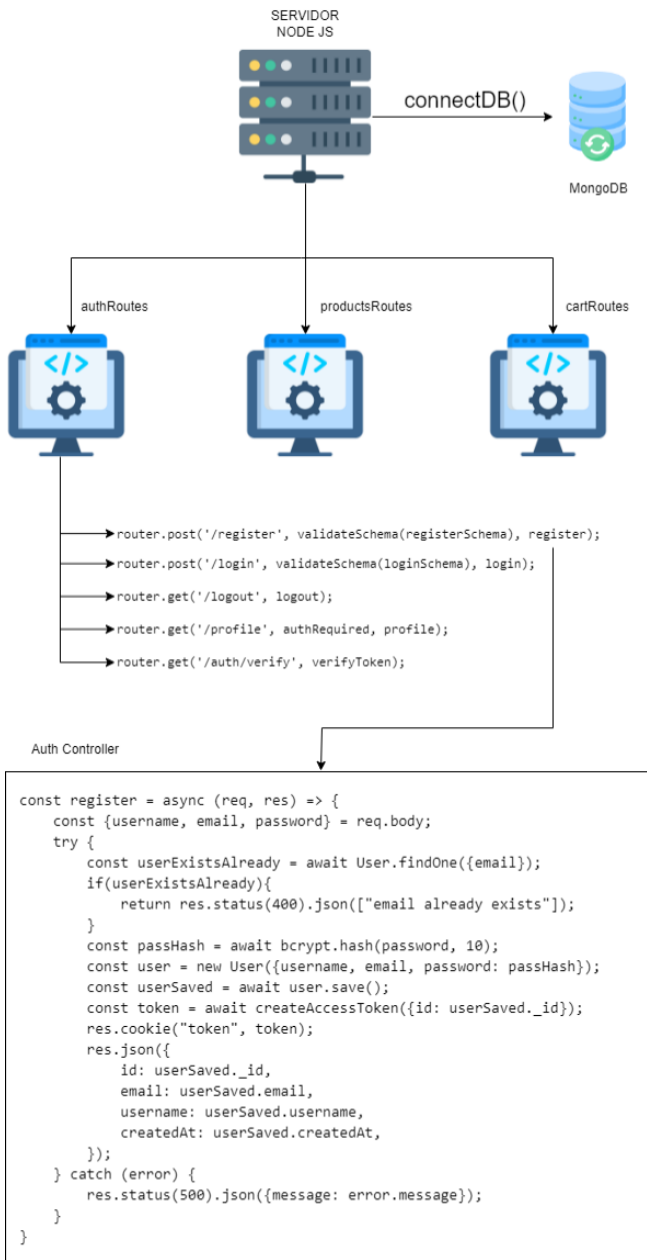 SERVIDOR
NODE JS
connectDB()
MongoDB
authRoutes
productsRoutes
cartRoutes
router.post('/register', validateSchema(registerSchema), register);
router.post('/login', validateSchema(loginSchema), login);
router.get('/logout', logout);
router.get('/profile', authRequired, profile);
router.get('/auth/verify', verifyToken);
Auth Controller
const register = async (req, res) => {
    const {username, email, password} = req.body;
    try {
        const userExistsAlready = await User.findOne({email});
        if(userExistsAlready){
            return res.status(400).json(["email already exists"]);
        }
        const passHash = await bcrypt.hash(password, 10);
        const user = new User({username, email, password: passHash});
        const userSaved = await user.save();
        const token = await createAccessToken({id: userSaved._id});
        res.cookie("token", token);
        res.json({
            id: userSaved._id,
            email: userSaved.email,
            username: userSaved.username,
            createdAt: userSaved.createdAt,
        });
    } catch (error) {
        res.status(500).json({message: error.message});
    }
}